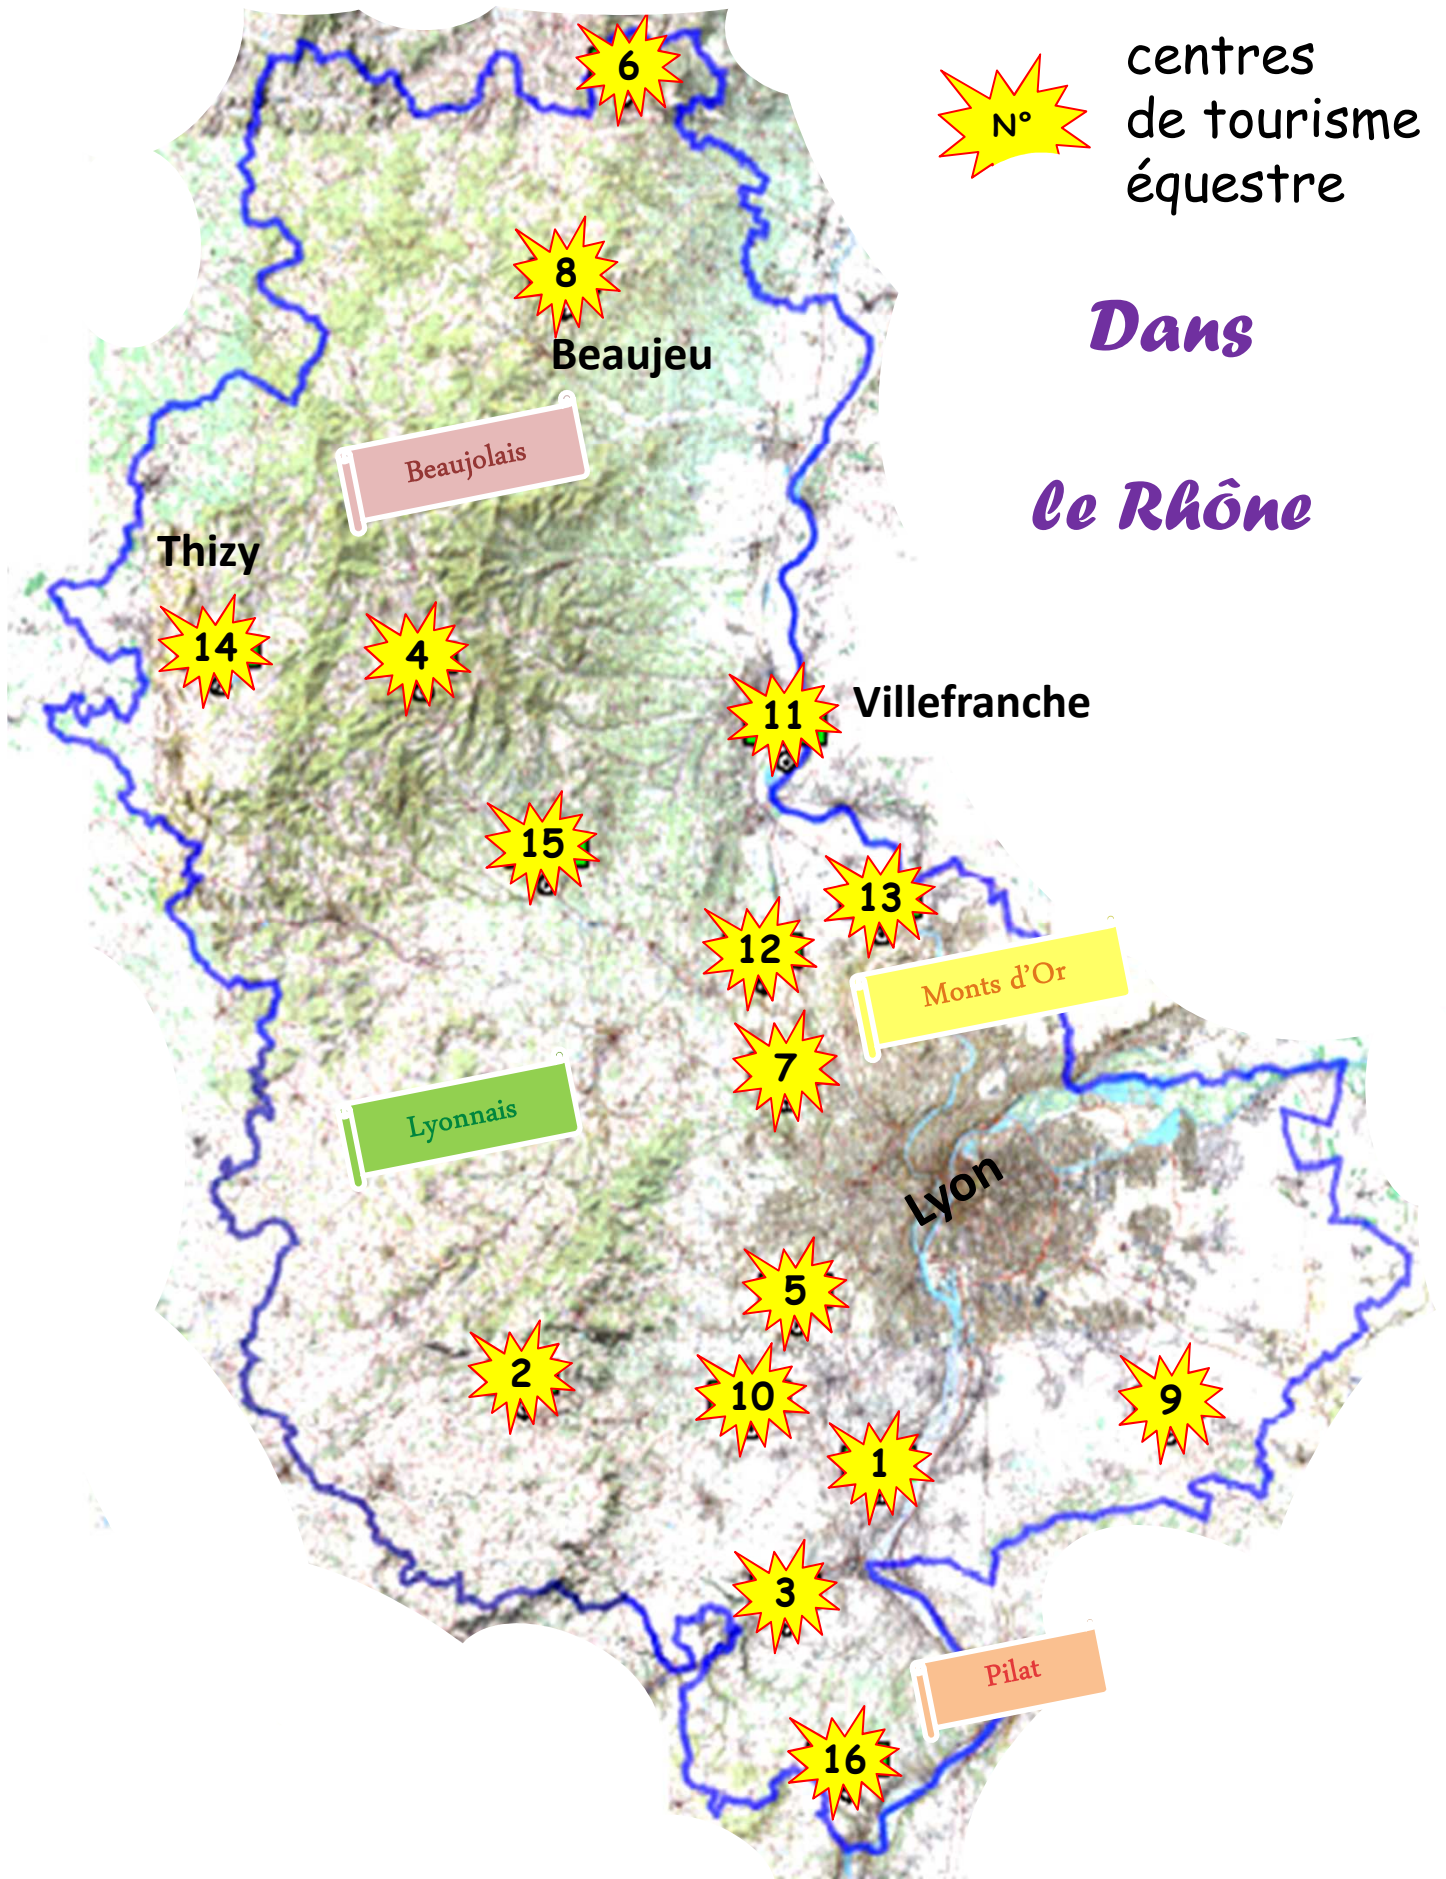 6
N°
centres
de tourisme
équestre
8
Dans
Beaujeu
Beaujolais
le Rhône
Thizy
14
4
11
Villefranche
15
13
12
Monts d'Or
7
Lyonnais
Lyon
5
2
10
9
1
3
Pilat
16